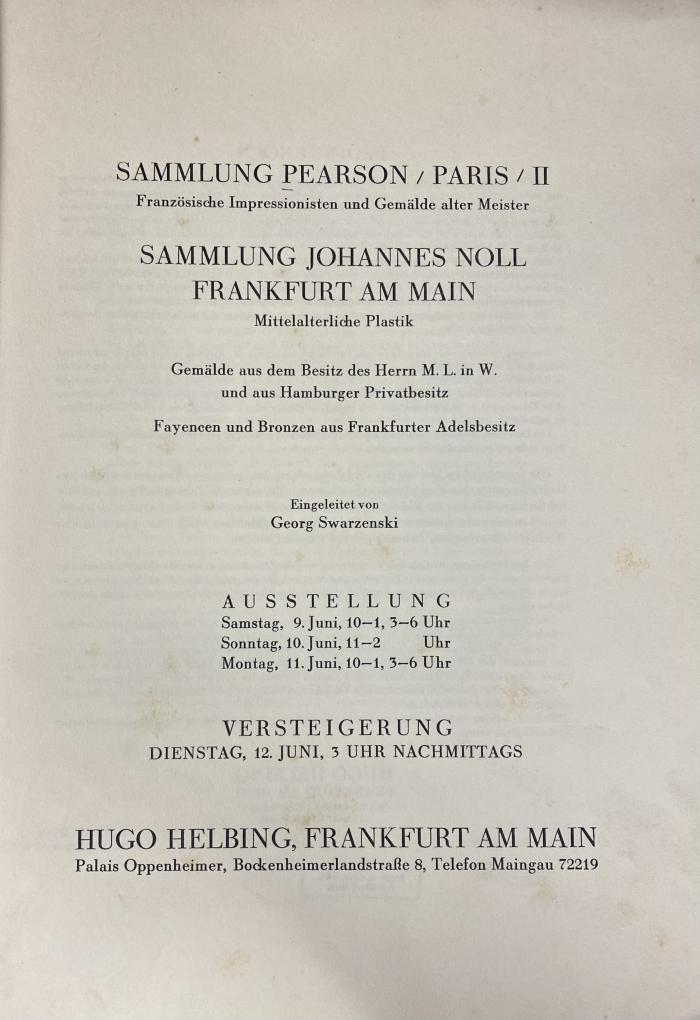 SAMMLUNG PEARSON / PARIS / II
Französische Impressionisten und Gemälde alter Meister
SAMMLUNG JOHANNES NOLL
FRANKFURT AM MAIN
Mittelalterliche Plastik
Gemälde aus dem Besitz des Herrn M. L. in W.
und aus Hamburger Privatbesitz
Fayencen und Bronzen aus Frankfurter Adelsbesitz
Eingeleitet von
Georg Swarzenski
AUSSTELLUNG
Samstag, 9. Juni, 10–1, 3–6 Uhr
Sonntag, 10. Juni, 11–2 Uhr
Montag, 11. Juni, 10–1, 3–6 Uhr
VERSTEIGERUNG
DIENSTAG, 12. JUNI, 3 UHR NACHMITTAGS
HUGO HELBING, FRANKFURT AM MAIN
Palais Oppenheimer, Bockenheimerlandstraße 8, Telefon Maingau 72219